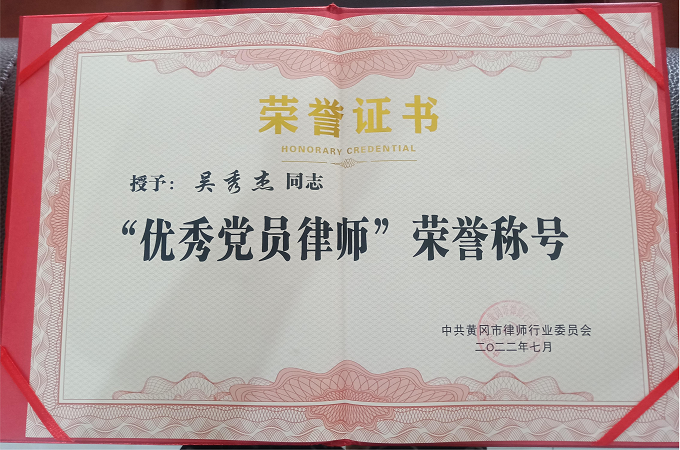 荣誉证书
HONORARY CREDENTIAL
授予：吴秀杰同志
“优秀党员律师”荣誉称号
中共黄冈市律师行业委员会
二〇二二年七月